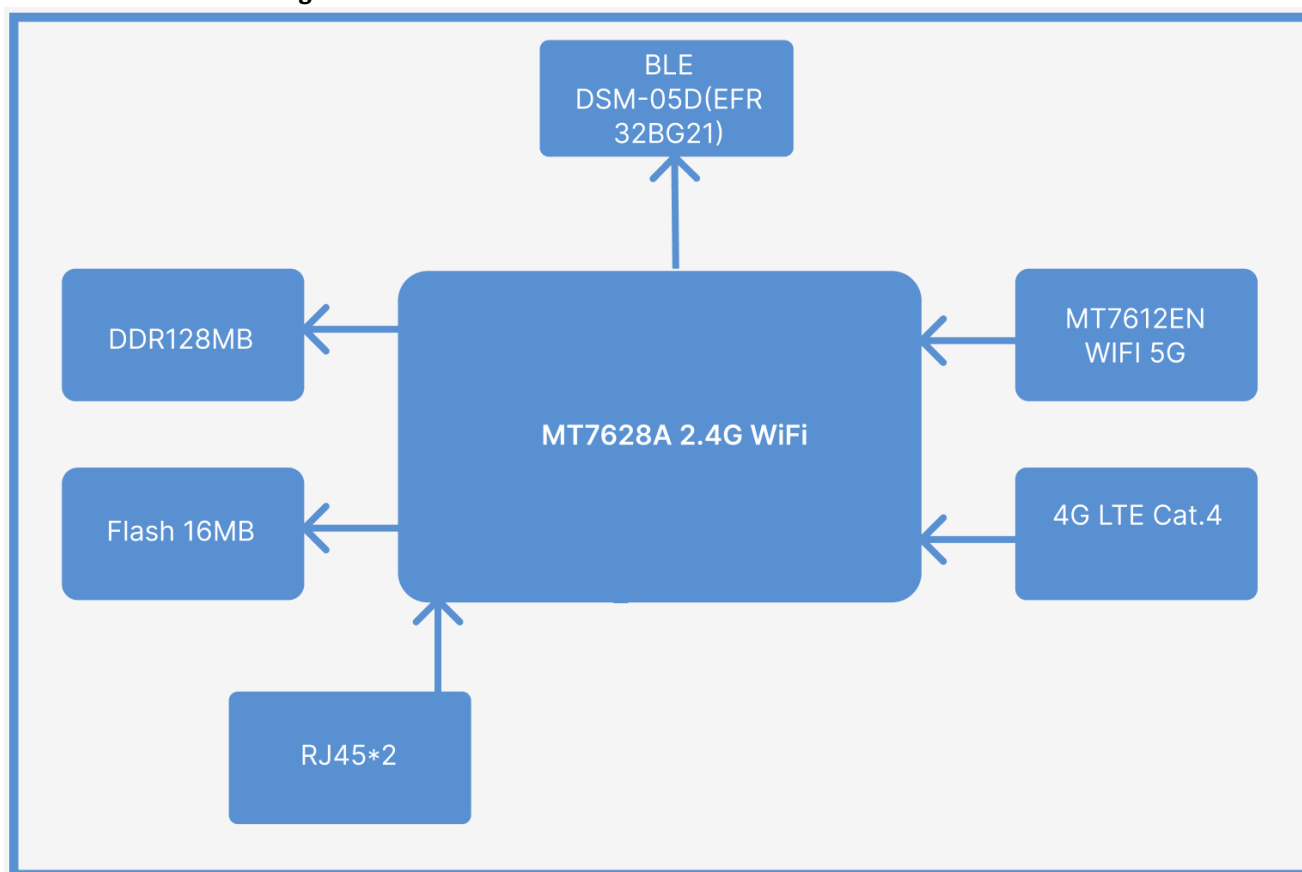 BLE
DSM-05D(EFR
32BG21)
DDR128MB
MT7612EN
WIFI 5G
MT7628A 2.4G WiFi
Flash 16MB
4G LTE Cat.4
RJ45*2